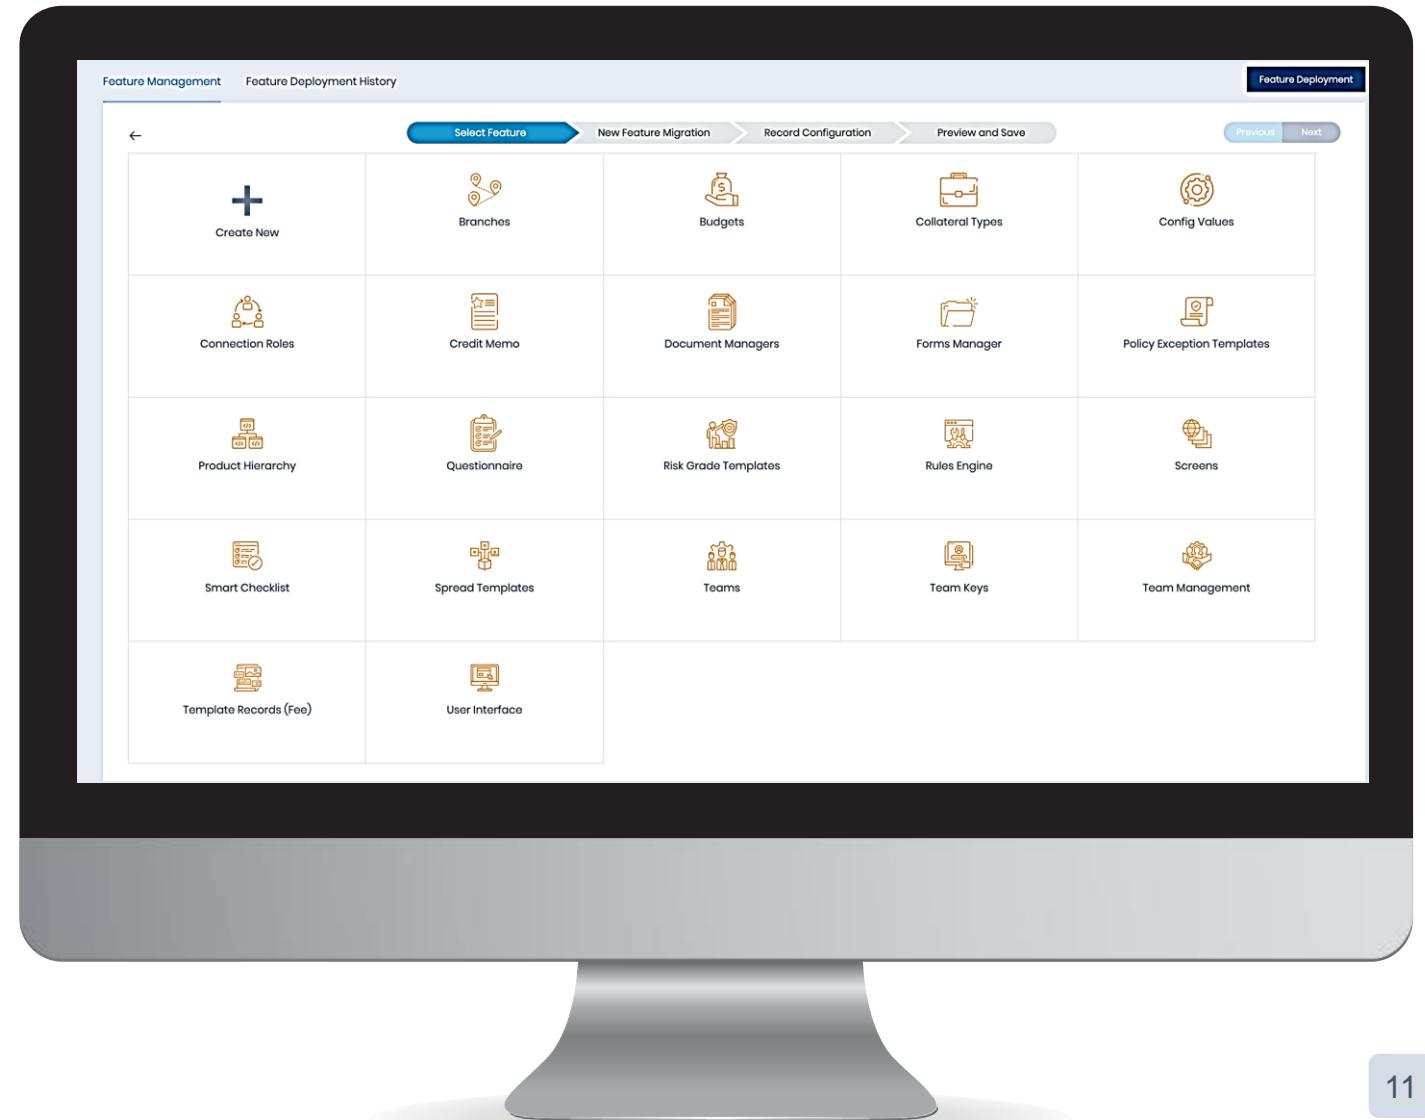 Feature Management Feature Deployment History Feature Deployment
Select Feature New Feature Migration Record Configuration Preview and Save Previous Next
Create New Branches Budgets Collateral Types Config Values
Connection Roles Credit Memo Document Managers Forms Manager Policy Exception Templates
Product Hierarchy Questionnaire Risk Grade Templates Rules Engine Screens
Smart Checklist Spread Templates Teams Team Keys Team Management
Template Records (Fee) User Interface
11